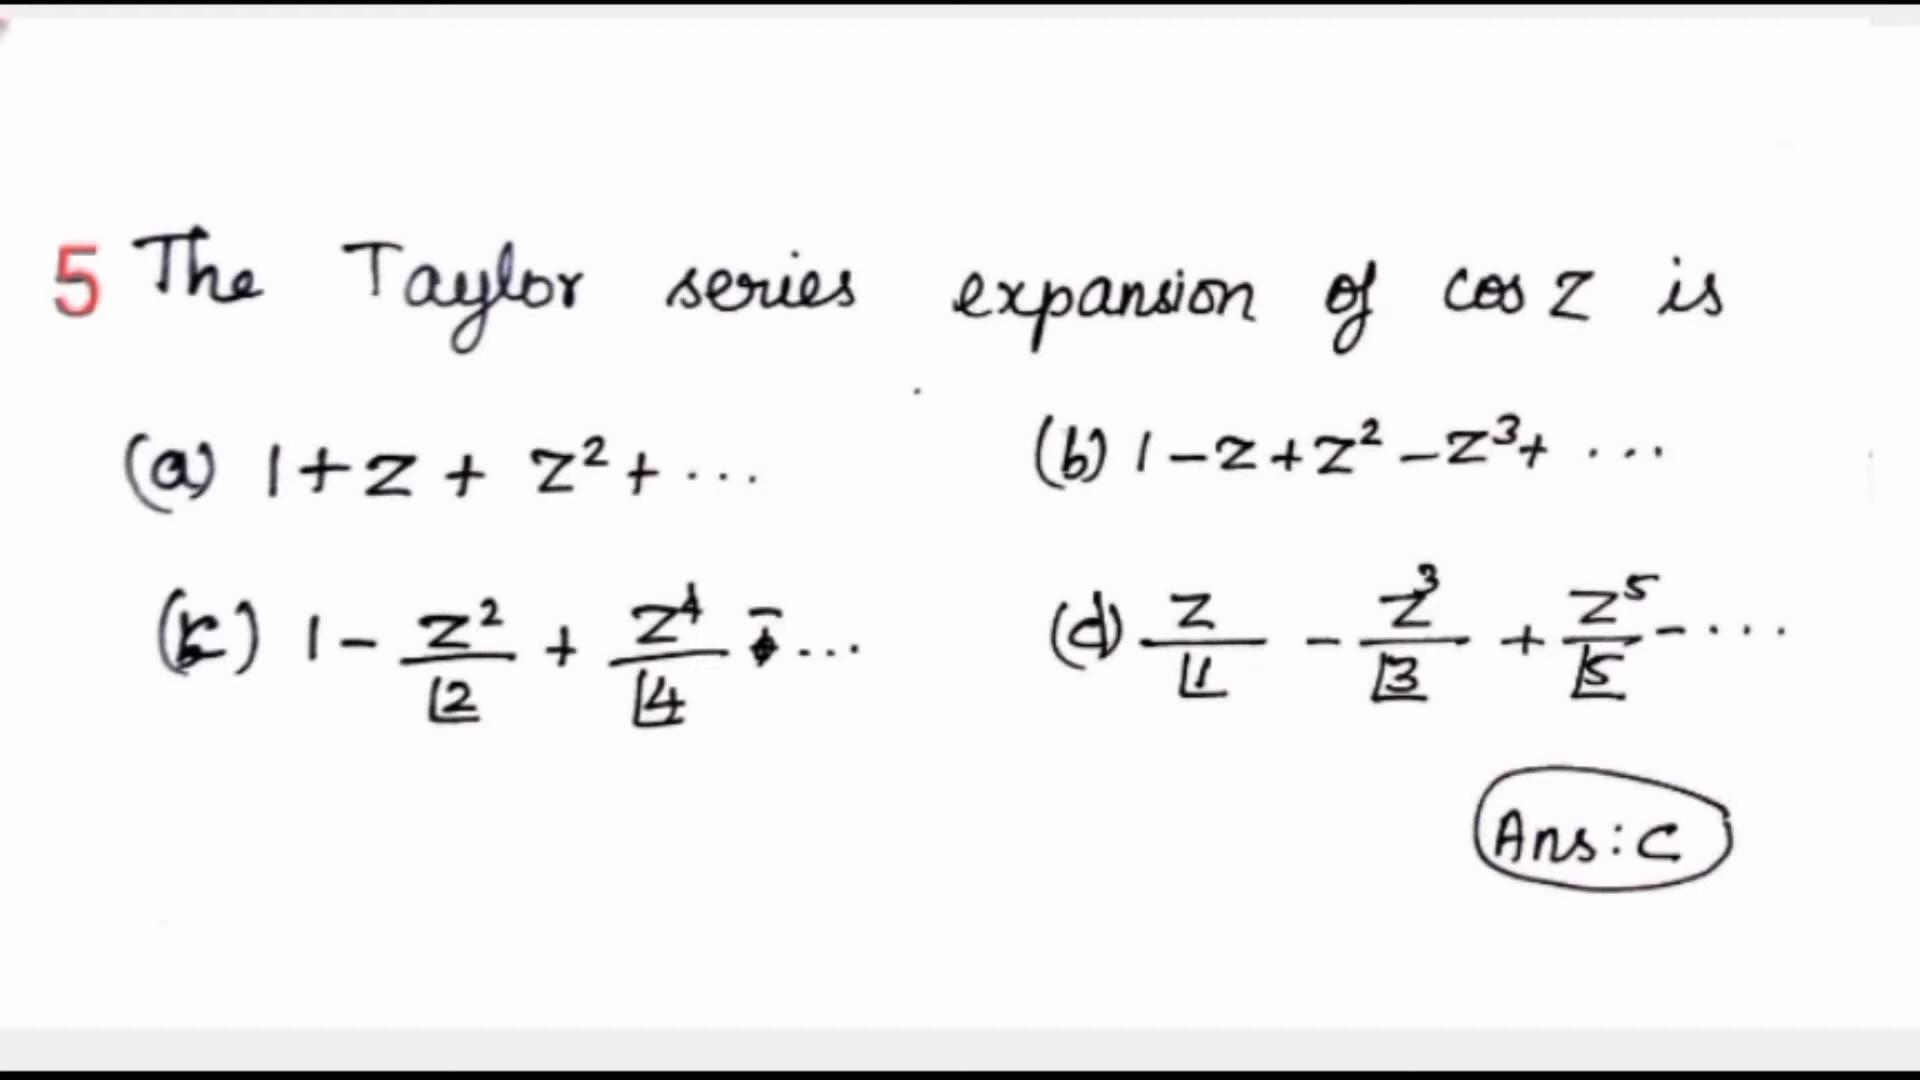 5 The Taylor series expansion of cos z is
(a) 1 + z + z² + ... (b) 1 - z + z² - z³ + ...
(c) 1 - z²/|2 + z⁴/|4 - ... (d) z/|1 - z³/|3 + z⁵/|5 - ...
Ans: c